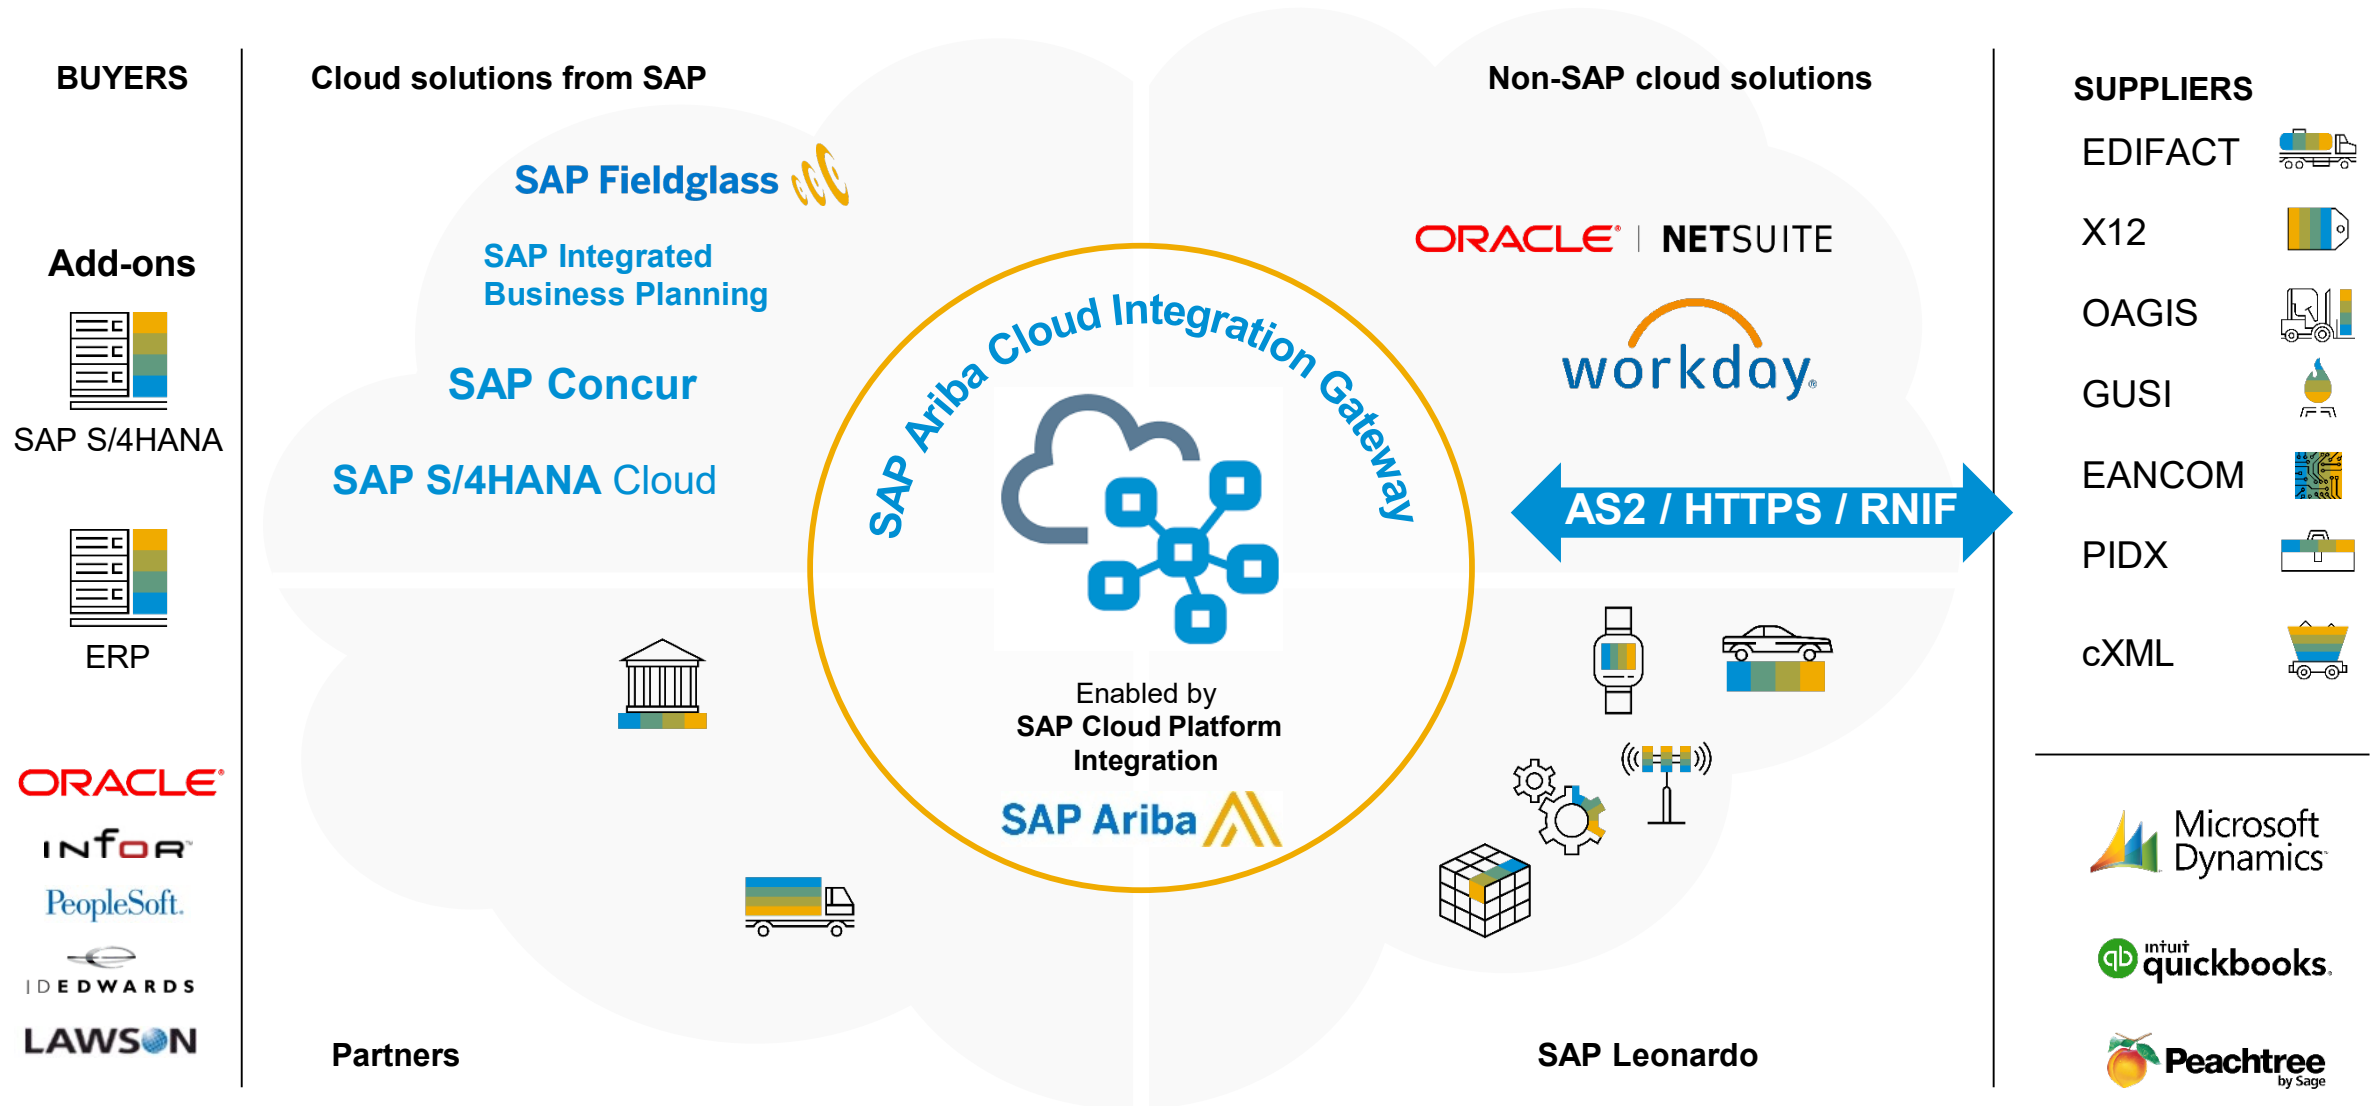 BUYERS
Add-ons
SAP S/4HANA
ERP
ORACLE®
INFOR™
PeopleSoft.
JDEDWARDS
LAWSON
Cloud solutions from SAP
SAP Fieldglass
SAP Integrated
Business Planning
SAP Concur
SAP S/4HANA Cloud
Partners
SAP Ariba Cloud Integration Gateway
Enabled by
SAP Cloud Platform
Integration
SAP Ariba
Non-SAP cloud solutions
ORACLE® | NETSUITE
workday®
AS2 / HTTPS / RNIF
SAP Leonardo
SUPPLIERS
EDIFACT
X12
OAGIS
GUSI
EANCOM
PIDX
cXML
Microsoft
Dynamics™
qb
intuit
quickbooks.
Peachtree
by Sage